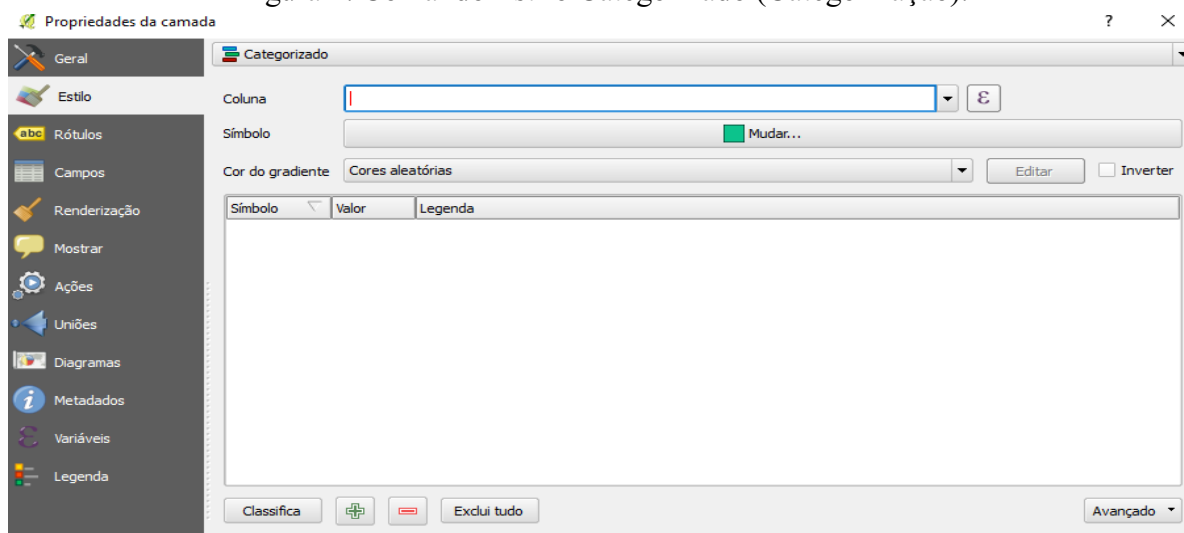 Propriedades da camada ? ×
Geral
Estilo
abc Rótulos
Campos
Renderização
Mostrar
Ações
Uniões
Diagramas
Metadados
Variáveis
Legenda
Categorizado
Coluna ε
Símbolo Mudar...
Cor do gradiente Cores aleatórias Editar Inverter
Símbolo Valor Legenda
Classifica Exclui tudo Avançado